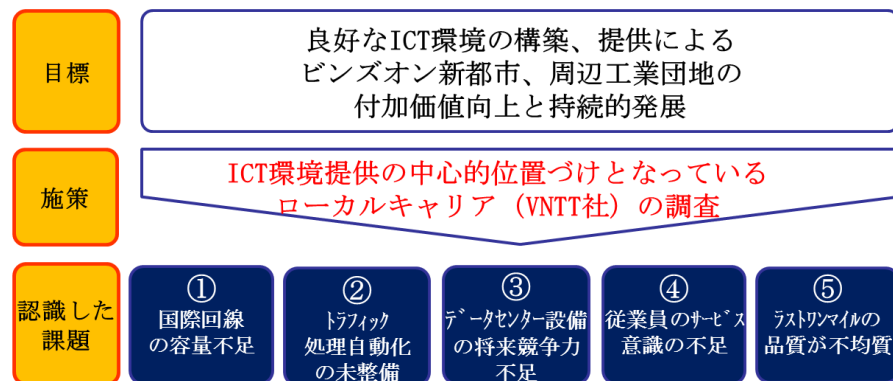 目標
良好なICT環境の構築、提供による
ビンズオン新都市、周辺工業団地の
付加価値向上と持続的発展
施策
ICT環境提供の中心的位置づけとなっている
ローカルキャリア (VNTT社) の調査
認識した
課題
①
国際回線
の容量不足
②
ﾄﾗﾌｨｯｸ
処理自動化
の未整備
③
ﾃﾞｰﾀｾﾝﾀｰ設備
の将来競争力
不足
④
従業員のｻｰﾋﾞｽ
意識の不足
⑤
ﾗｽﾄﾜﾝﾏｲﾙの
品質が不均質